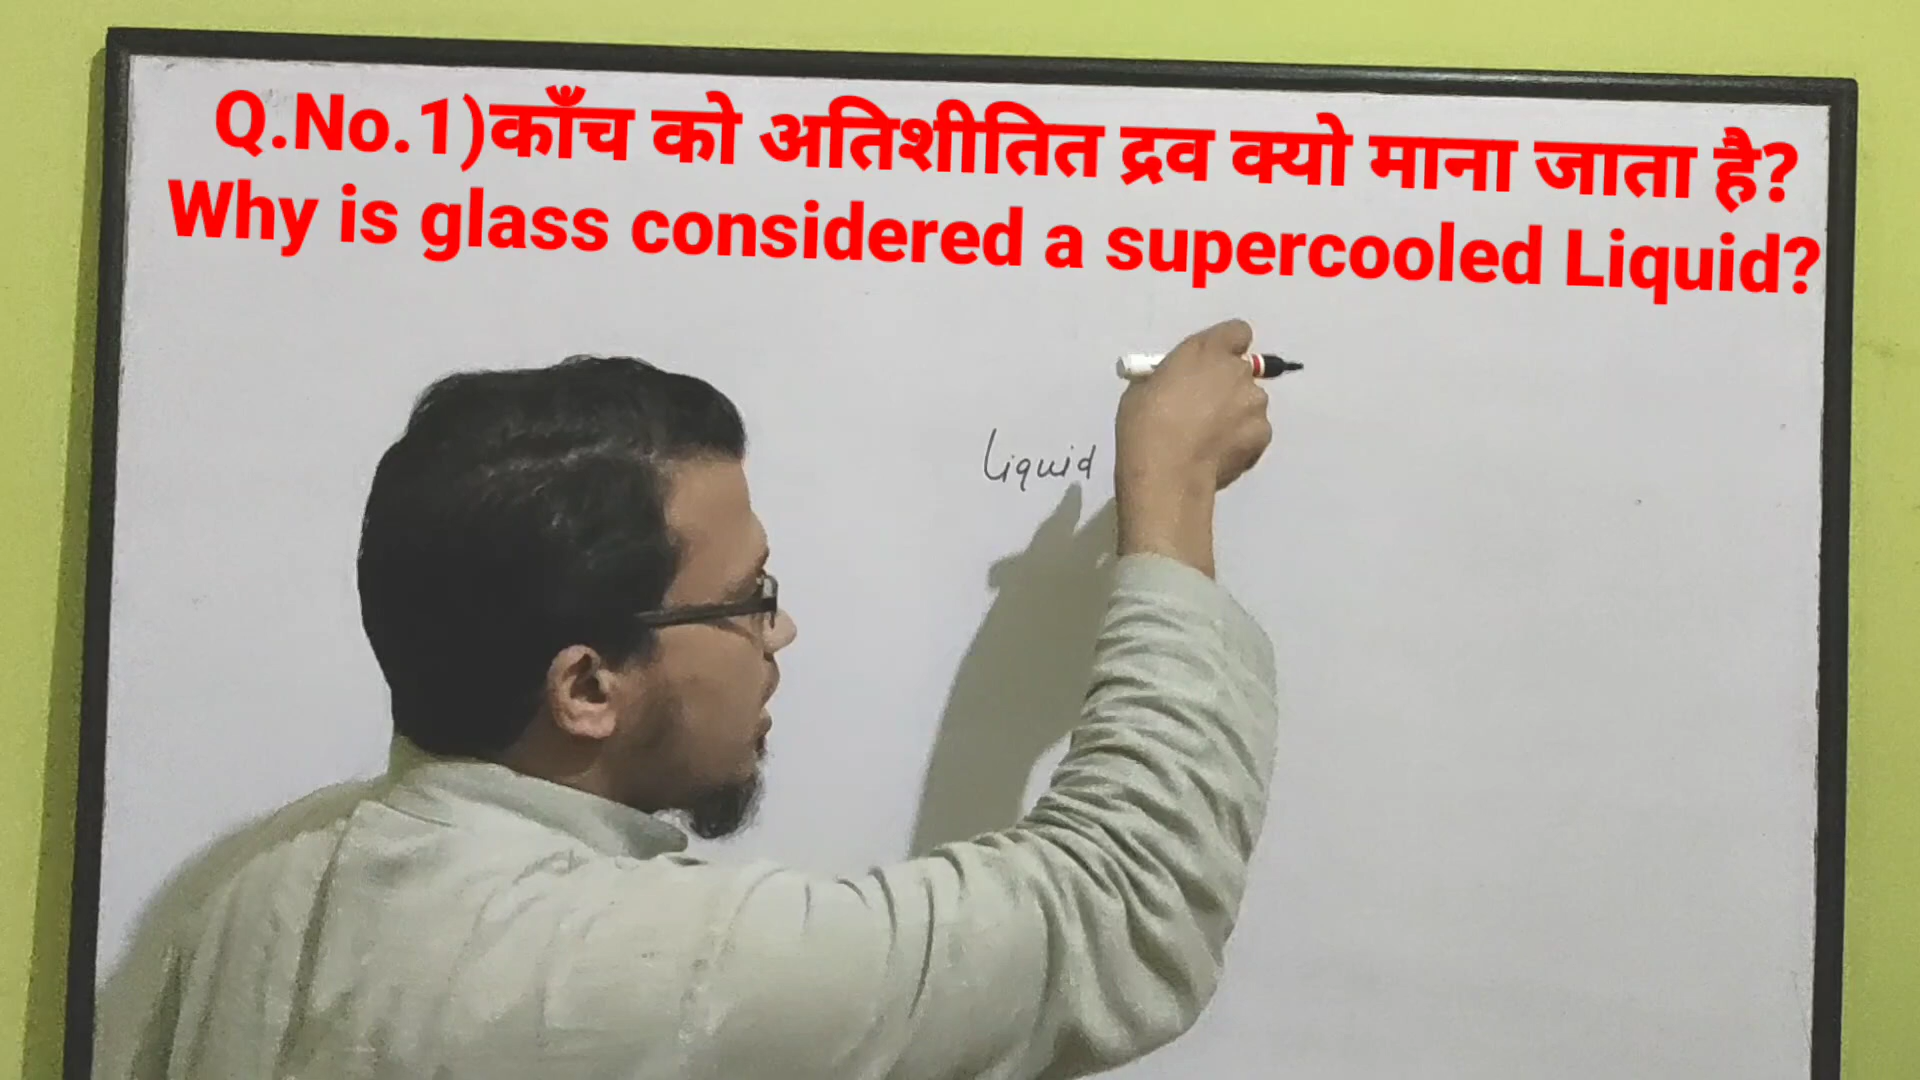 Q.No.1)काँच को अतिशीतित द्रव क्यो माना जाता है?
Why is glass considered a supercooled Liquid?
Liquid